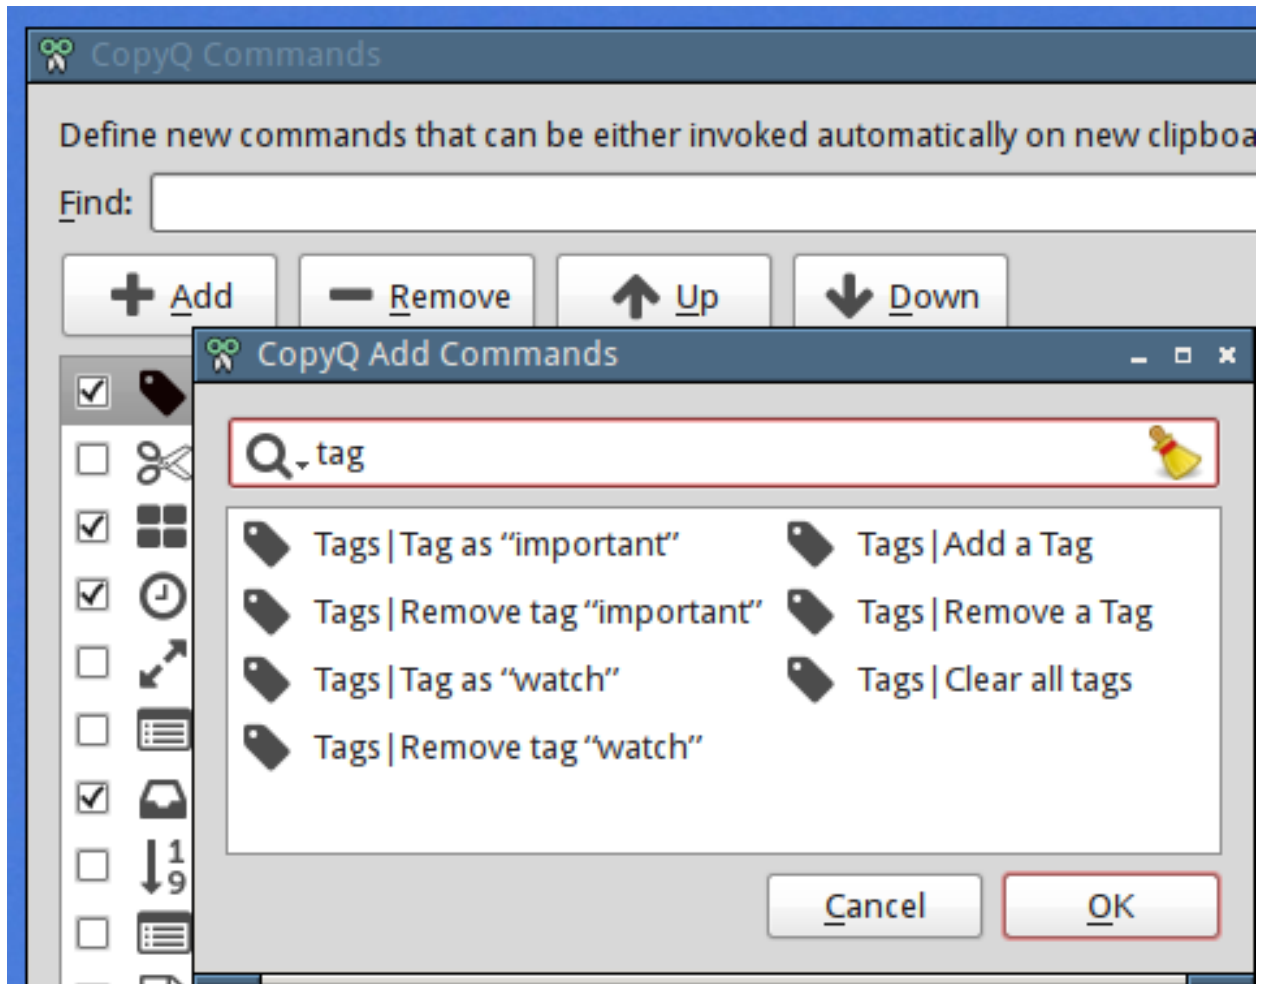 CopyQ Commands
Define new commands that can be either invoked automatically on new clipboa
Find:
Add Remove Up Down
CopyQ Add Commands
tag
Tags|Tag as “important” Tags|Add a Tag
Tags|Remove tag “important” Tags|Remove a Tag
Tags|Tag as “watch” Tags|Clear all tags
Tags|Remove tag “watch”
1
9
Cancel OK